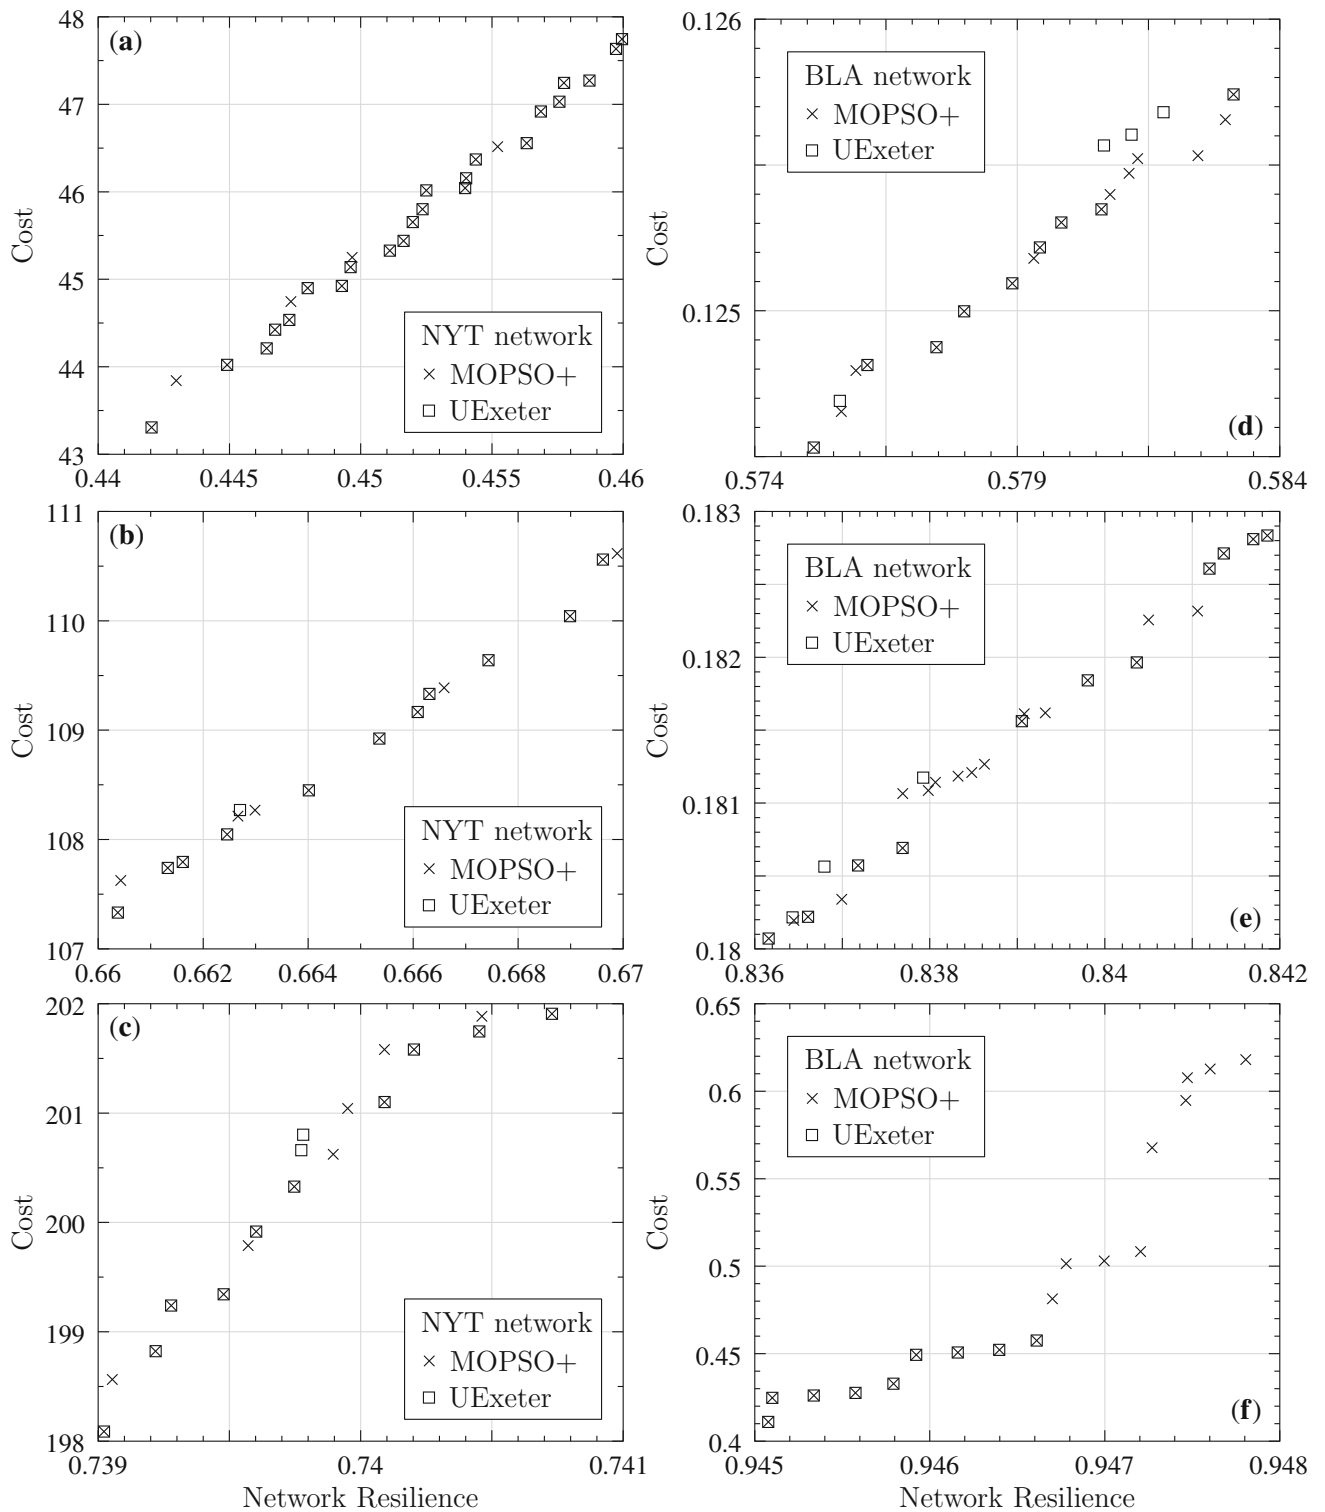 (a)
48
47
46
45
44
43
Cost
NYT network
MOPSO+
UExeter
0.44
0.445
0.45
0.455
0.46
0.126
0.125
Cost
BLA network
MOPSO+
UExeter
(d)
0.574
0.579
0.584
(b)
111
110
109
108
107
Cost
NYT network
MOPSO+
UExeter
0.66
0.662
0.664
0.666
0.668
0.67
0.183
0.182
0.181
0.18
Cost
BLA network
MOPSO+
UExeter
(e)
0.836
0.838
0.84
0.842
(c)
202
201
200
199
198
Cost
NYT network
MOPSO+
UExeter
0.739
0.74
0.741
Network Resilience
0.65
0.6
0.55
0.5
0.45
0.4
Cost
BLA network
MOPSO+
UExeter
(f)
0.945
0.946
0.947
0.948
Network Resilience